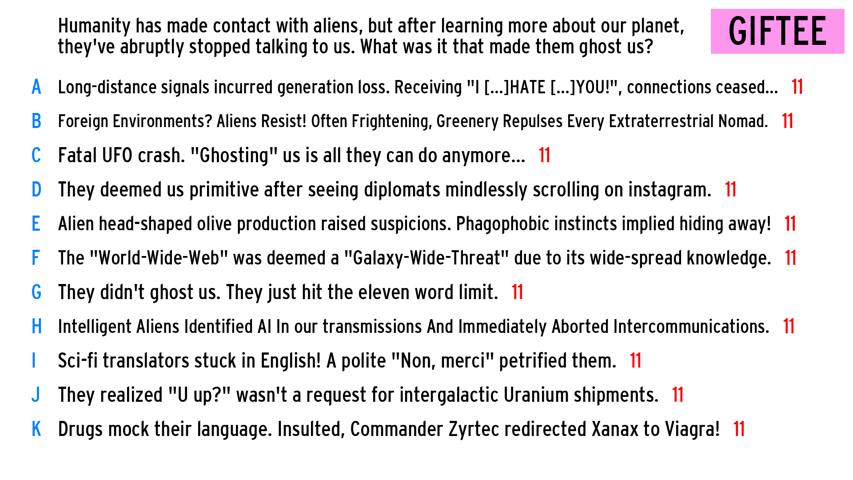 Humanity has made contact with aliens, but after learning more about our planet,
they've abruptly stopped talking to us. What was it that made them ghost us?
GIFTEE
A Long-distance signals incurred generation loss. Receiving "I [...]HATE [...]YOU!", connections ceased... 11
B Foreign Environments? Aliens Resist! Often Frightening, Greenery Repulses Every Extraterrestrial Nomad. 11
C Fatal UFO crash. "Ghosting" us is all they can do anymore... 11
D They deemed us primitive after seeing diplomats mindlessly scrolling on instagram. 11
E Alien head-shaped olive production raised suspicions. Phagophobic instincts implied hiding away! 11
F The "World-Wide-Web" was deemed a "Galaxy-Wide-Threat" due to its wide-spread knowledge. 11
G They didn't ghost us. They just hit the eleven word limit. 11
H Intelligent Aliens Identified AI In our transmissions And Immediately Aborted Intercommunications. 11
I Sci-fi translators stuck in English! A polite "Non, merci" petrified them. 11
J They realized "U up?" wasn't a request for intergalactic Uranium shipments. 11
K Drugs mock their language. Insulted, Commander Zyrtec redirected Xanax to Viagra! 11